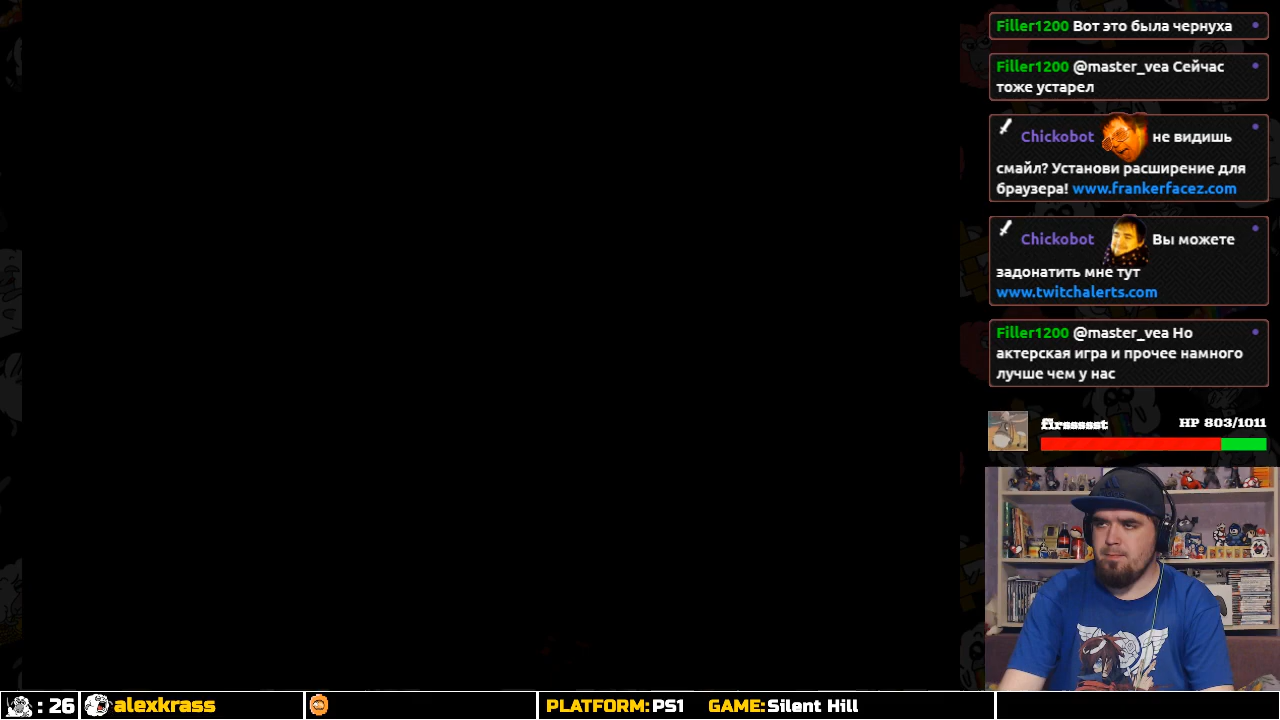 Filler1200 Вот это была чернуха
Filler1200 @master_vea Сейчас
тоже устарел
Chickobot не видишь
смайл? Установи расширение для
браузера! www.frankerfacez.com
Chickobot Вы можете
задонатить мне тут
www.twitchalerts.com
Filler1200 @master_vea Но
актерская игра и прочее намного
лучше чем у нас
firsssssst HP 803/1011
: 26 alexkrass PLATFORM: PS1 GAME: Silent Hill